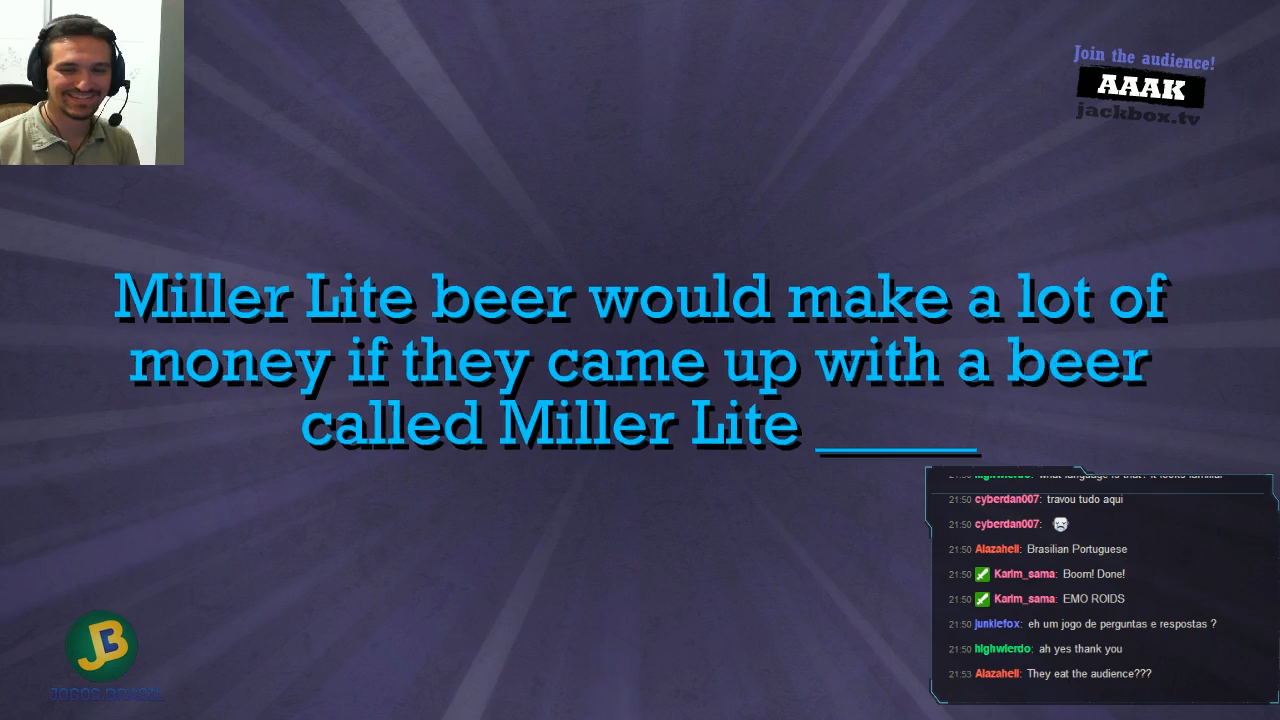 Join the audience!
AAAK
jackbox.tv
Miller Lite beer would make a lot of
money if they came up with a beer
called Miller Lite ______
21:50 cyberdan007: travou tudo aqui
21:50 cyberdan007:
21:50 Alazahell: Brasilian Portuguese
21:50 Karim_sama: Boom! Done!
21:50 Karim_sama: EMO ROIDS
21:50 junkiefox: eh um jogo de perguntas e respostas ?
21:50 highwierdo: ah yes thank you
21:53 Alazahell: They eat the audience???
JB